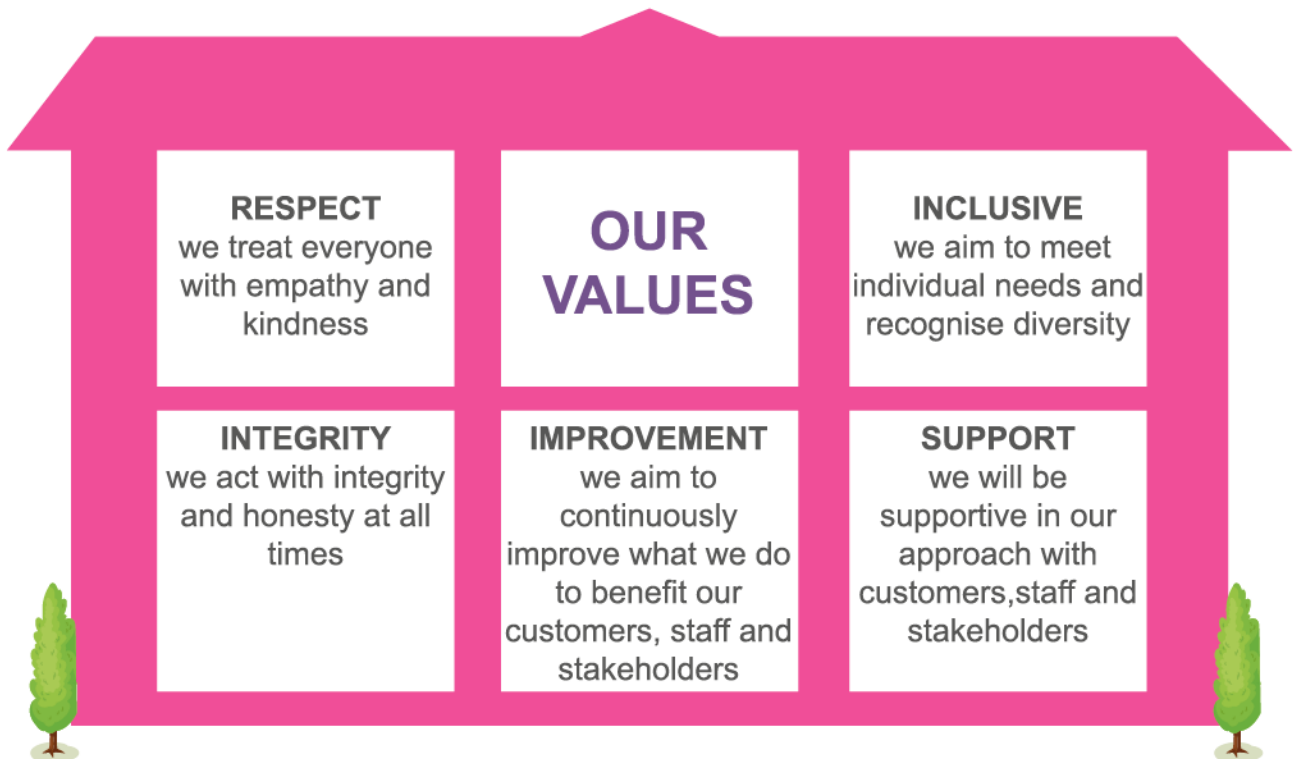 RESPECT
we treat everyone
with empathy and
kindness
OUR
VALUES
INCLUSIVE
we aim to meet
individual needs and
recognise diversity
INTEGRITY
we act with integrity
and honesty at all
times
IMPROVEMENT
we aim to
continuously
improve what we do
to benefit our
customers, staff and
stakeholders
SUPPORT
we will be
supportive in our
approach with
customers,staff and
stakeholders